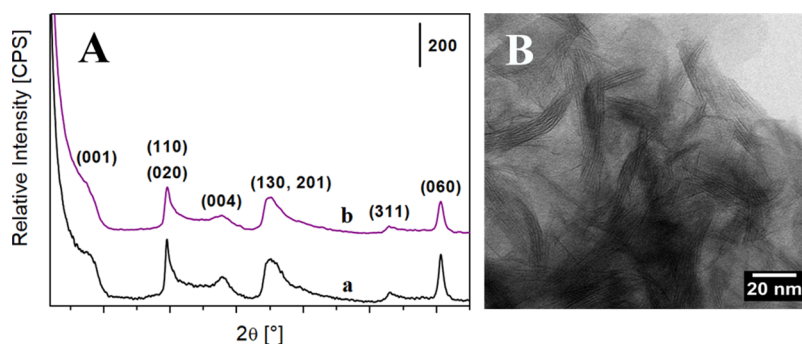 A
200
Relative Intensity [CPS]
(001)
(110)
(020)
(004)
(130, 201)
(311)
(060)
b
a
2θ [°]
B
20 nm